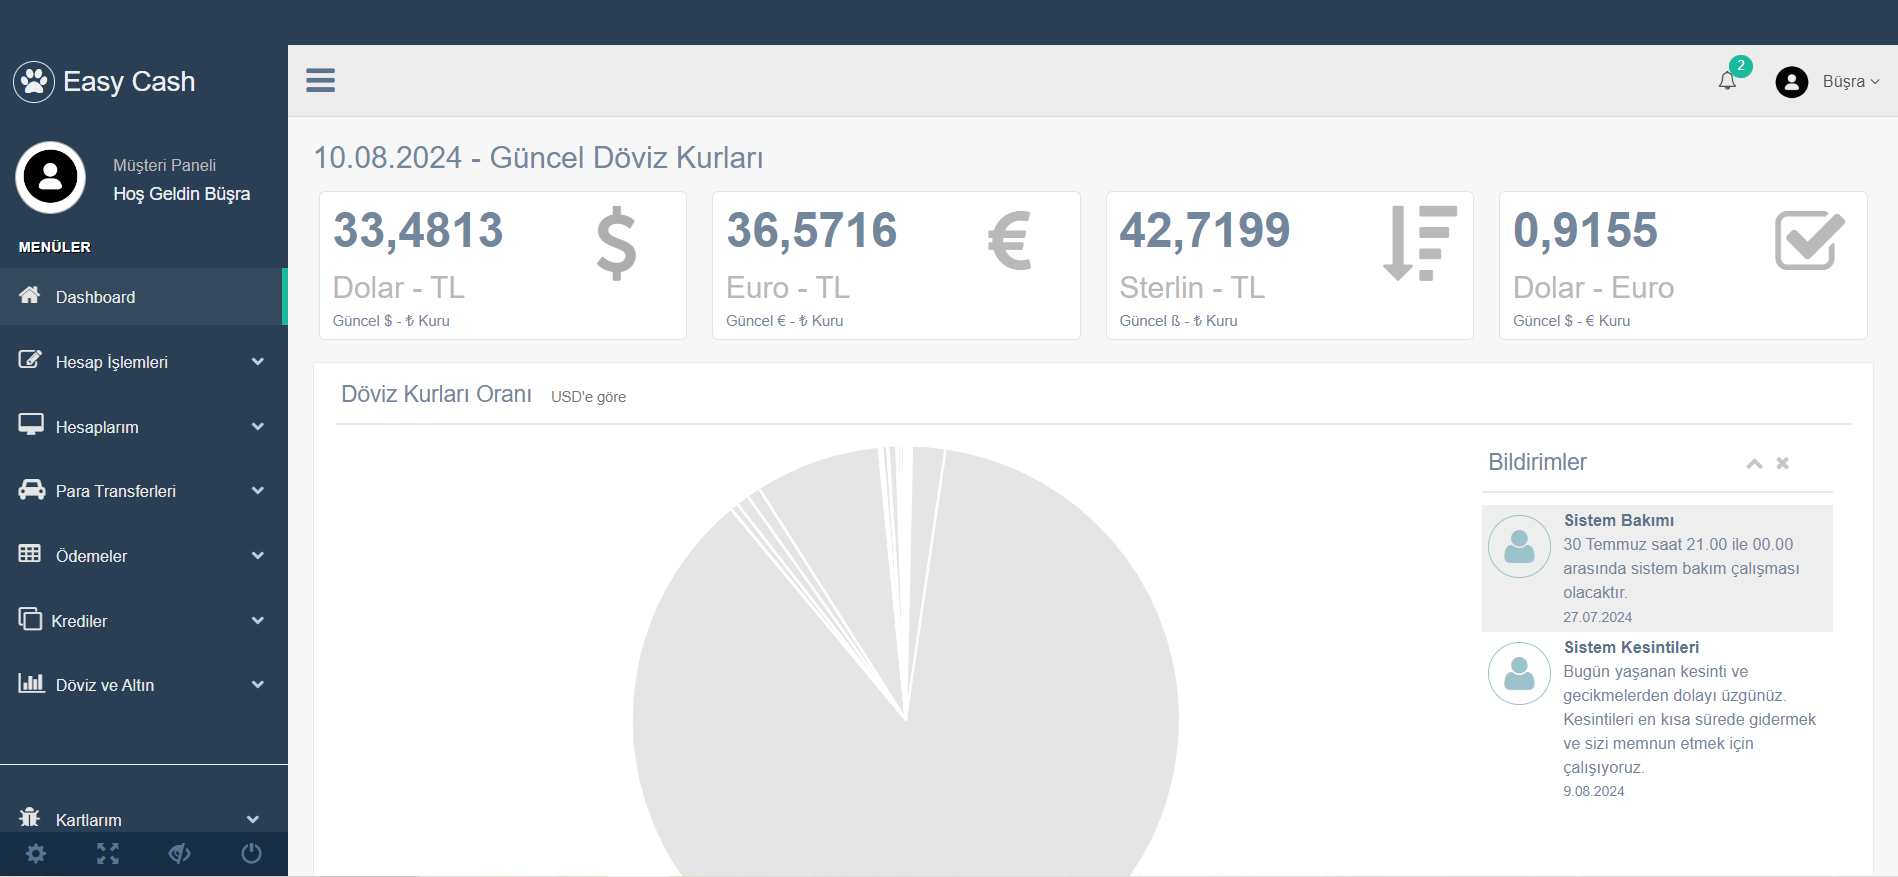 Easy Cash
2
Büşra
Müşteri Paneli
Hoş Geldin Büşra
MENÜLER
Dashboard
Hesap İşlemleri
Hesaplarım
Para Transferleri
Ödemeler
Krediler
Döviz ve Altın
Kartlarım
10.08.2024 - Güncel Döviz Kurları
33,4813
Dolar - TL
Güncel $ - ₺ Kuru
36,5716
Euro - TL
Güncel € - ₺ Kuru
42,7199
Sterlin - TL
Güncel ß - ₺ Kuru
0,9155
Dolar - Euro
Güncel $ - € Kuru
Döviz Kurları Oranı USD'e göre
Bildirimler
Sistem Bakımı
30 Temmuz saat 21.00 ile 00.00
arasında sistem bakım çalışması
olacaktır.
27.07.2024
Sistem Kesintileri
Bugün yaşanan kesinti ve
gecikmelerden dolayı üzgünüz.
Kesintileri en kısa sürede gidermek
ve sizi memnun etmek için
çalışıyoruz.
9.08.2024